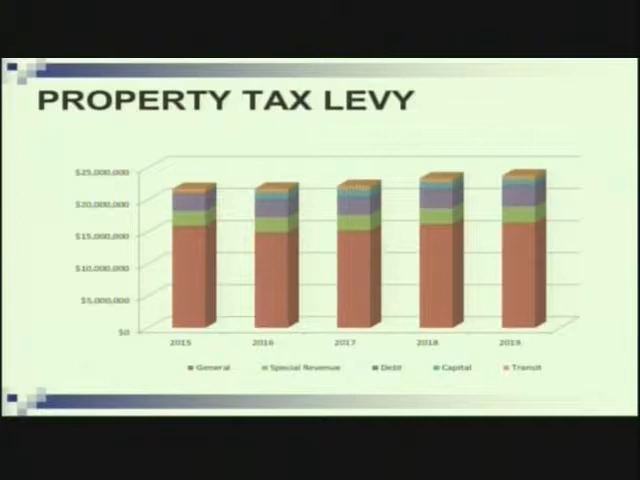 PROPERTY TAX LEVY
$25,000,000
$20,000,000
$15,000,000
$10,000,000
$5,000,000
$0
2015 2016 2017 2018 2019
General Special Revenue Debt Capital Transit